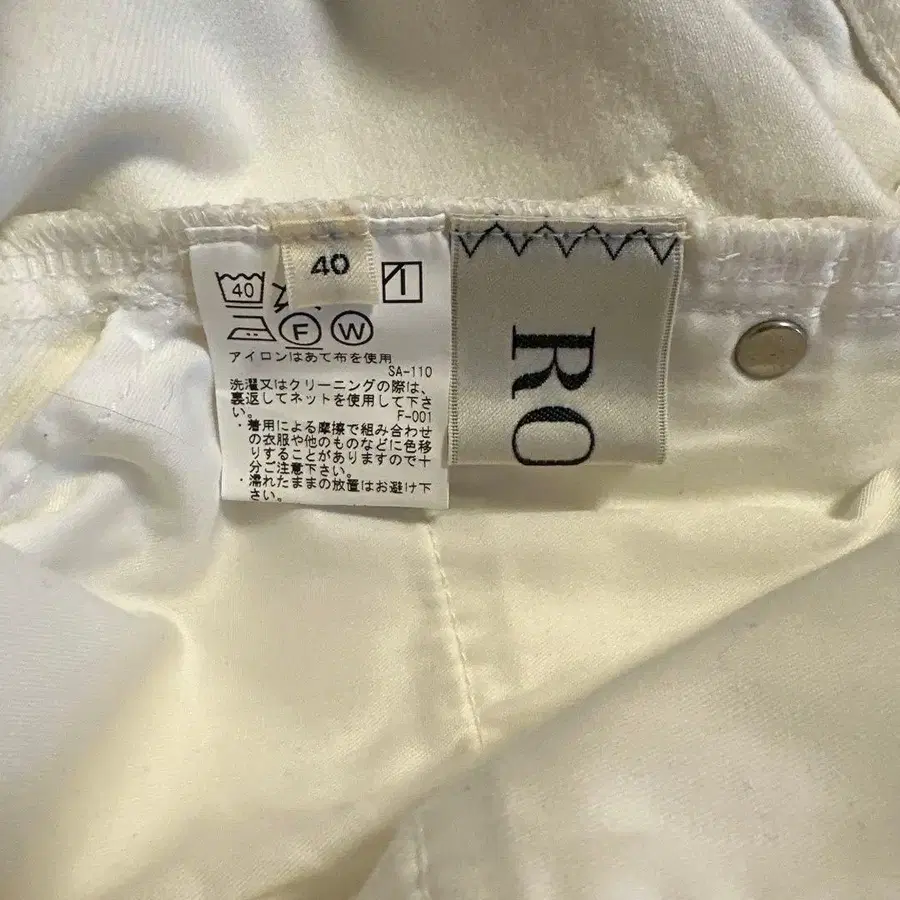 40
40
F W
アイロンはあて布を使用
SA-110
洗濯又はクリーニングの際は、
裏返してネットを使用して下さ
い。
F-001
・着用による摩擦で組み合わせ
の衣服や他のものなどに色移
りすることがありますので十
分ご注意下さい。
・濡れたままの放置はお避け下
さい。
RO